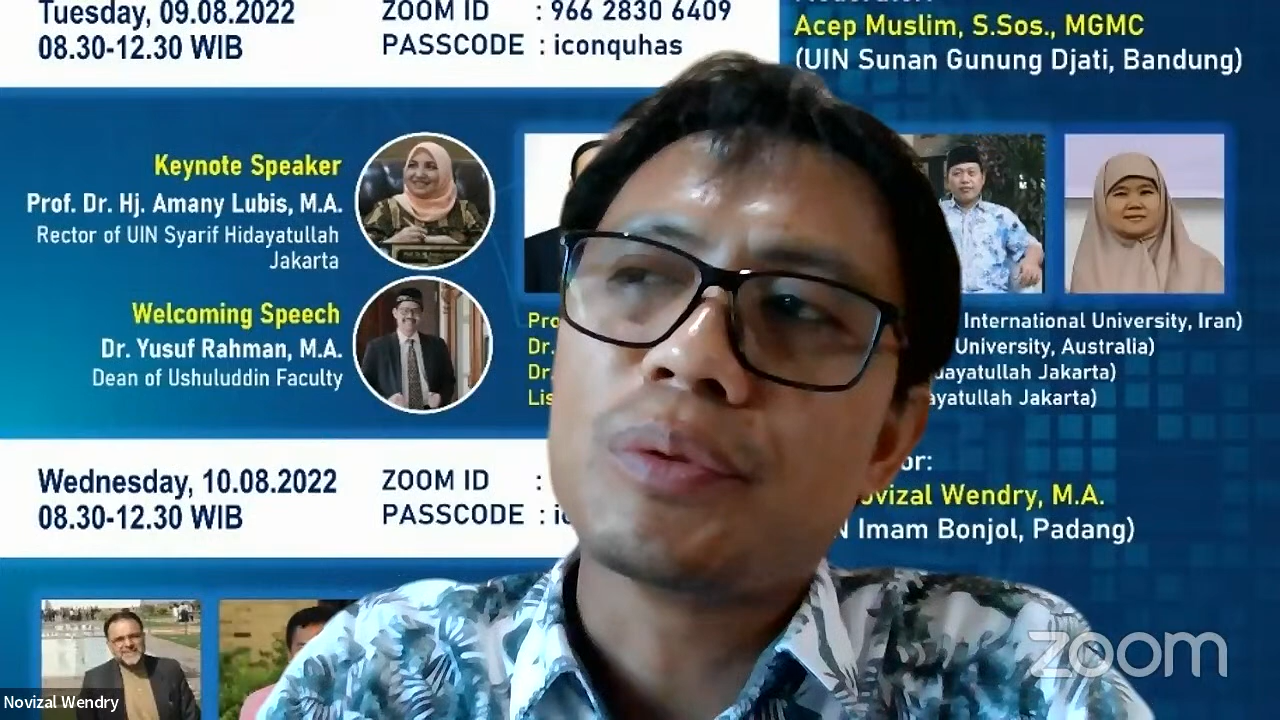 Tuesday, 09.08.2022
08.30-12.30 WIB
ZOOM ID : 966 2830 6409
PASSCODE : iconquhas
Acep Muslim, S.Sos., MGMC
(UIN Sunan Gunung Djati, Bandung)
Keynote Speaker
Prof. Dr. Hj. Amany Lubis, M.A.
Rector of UIN Syarif Hidayatullah
Jakarta
Welcoming Speech
Dr. Yusuf Rahman, M.A.
Dean of Ushuluddin Faculty
International University, Iran)
Dr. University, Australia)
Dr. Jakarta)
Jakarta)
Wednesday, 10.08.2022
08.30-12.30 WIB
ZOOM ID :
PASSCODE :
Wendry, M.A.
Imam Bonjol, Padang)
zoom
Novizal Wendry